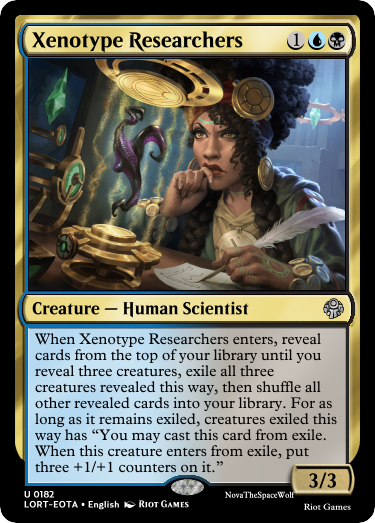 Xenotype Researchers 1
Creature — Human Scientist
When Xenotype Researchers enters, reveal
cards from the top of your library until you
reveal three creatures, exile all three
creatures revealed this way, then shuffle all
other revealed cards into your library. For as
long as it remains exiled, creatures exiled this
way has “You may cast this card from exile.
When this creature enters from exile, put
three +1/+1 counters on it.”
3/3
U 0182
LORT-EOTA • English Riot Games
NovaTheSpaceWolf
Riot Games